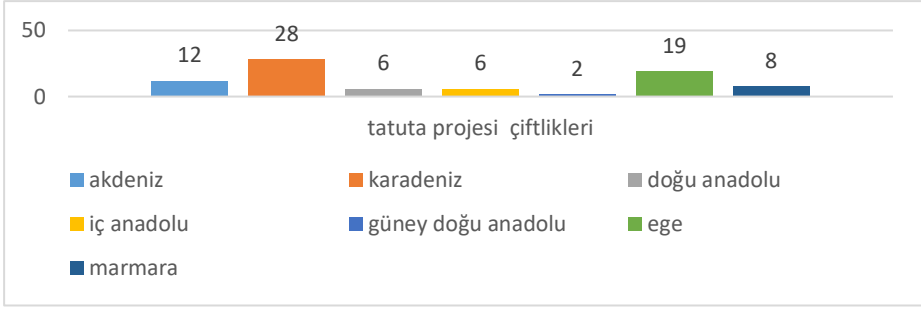 50
28
19
12
6
6
8
2
0
tatuta projesi çiftlikleri
akdeniz karadeniz doğu anadolu
iç anadolu güney doğu anadolu ege
marmara